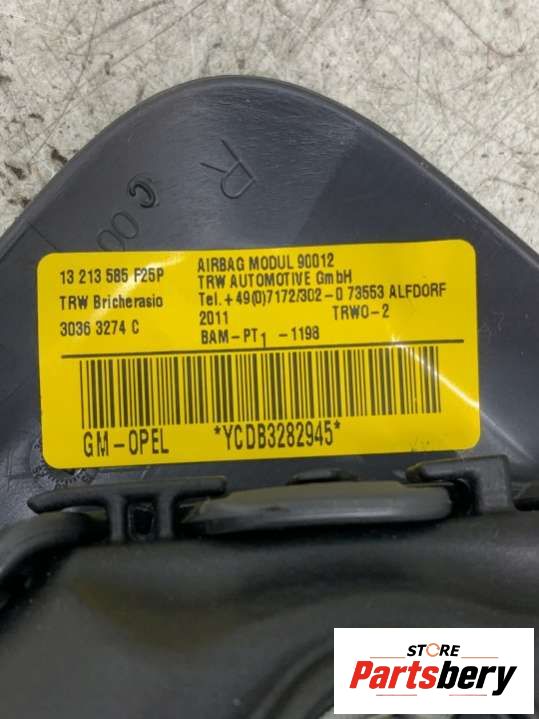 R
C 00
13 213 585 F25P
TRW Bricherasio
3036 3274 C
AIRBAG MODUL 90012
TRW AUTOMOTIVE GmbH
Tel.+49(0)7172/302-0 73553 ALFDORF
2011 TRWO-2
BAM-PT1 -1198
GM-OPEL *YCDB3282945*
STORE
Partsbery